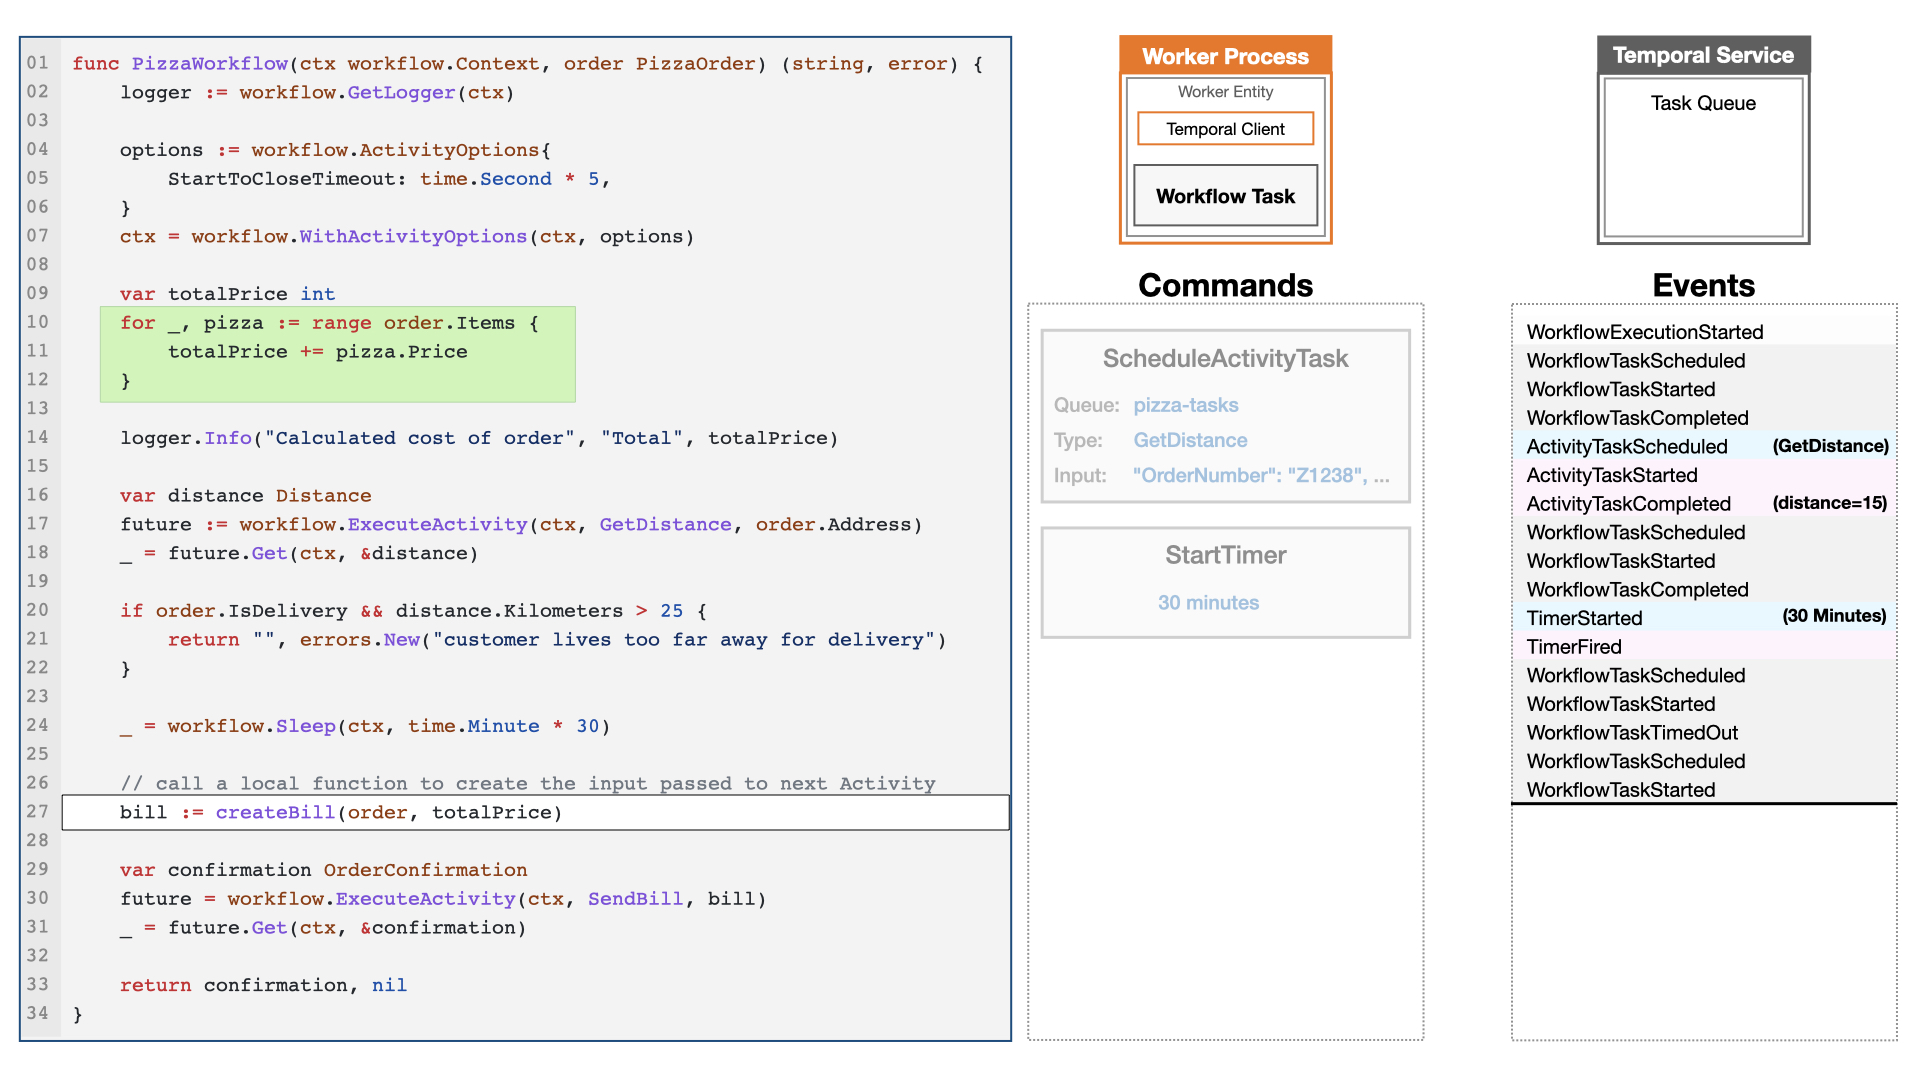 01 func PizzaWorkflow(ctx workflow.Context, order PizzaOrder) (string, error) {
02     logger := workflow.GetLogger(ctx)
03
04     options := workflow.ActivityOptions{
05         StartToCloseTimeout: time.Second * 5,
06     }
07     ctx = workflow.WithActivityOptions(ctx, options)
08
09     var totalPrice int
10     for _, pizza := range order.Items {
11         totalPrice += pizza.Price
12     }
13
14     logger.Info("Calculated cost of order", "Total", totalPrice)
15
16     var distance Distance
17     future := workflow.ExecuteActivity(ctx, GetDistance, order.Address)
18     _ = future.Get(ctx, &distance)
19
20     if order.IsDelivery && distance.Kilometers > 25 {
21         return "", errors.New("customer lives too far away for delivery")
22     }
23
24     _ = workflow.Sleep(ctx, time.Minute * 30)
25
26     // call a local function to create the input passed to next Activity
27     bill := createBill(order, totalPrice)
28
29     var confirmation OrderConfirmation
30     future = workflow.ExecuteActivity(ctx, SendBill, bill)
31     _ = future.Get(ctx, &confirmation)
32
33     return confirmation, nil
34 }
Worker Process
Worker Entity
Temporal Client
Workflow Task
Temporal Service
Task Queue
Commands
ScheduleActivityTask
Queue: pizza-tasks
Type: GetDistance
Input: "OrderNumber": "Z1238", ...
StartTimer
30 minutes
Events
WorkflowExecutionStarted
WorkflowTaskScheduled
WorkflowTaskStarted
WorkflowTaskCompleted
ActivityTaskScheduled (GetDistance)
ActivityTaskStarted
ActivityTaskCompleted (distance=15)
WorkflowTaskScheduled
WorkflowTaskStarted
WorkflowTaskCompleted
TimerStarted (30 Minutes)
TimerFired
WorkflowTaskScheduled
WorkflowTaskStarted
WorkflowTaskTimedOut
WorkflowTaskScheduled
WorkflowTaskStarted